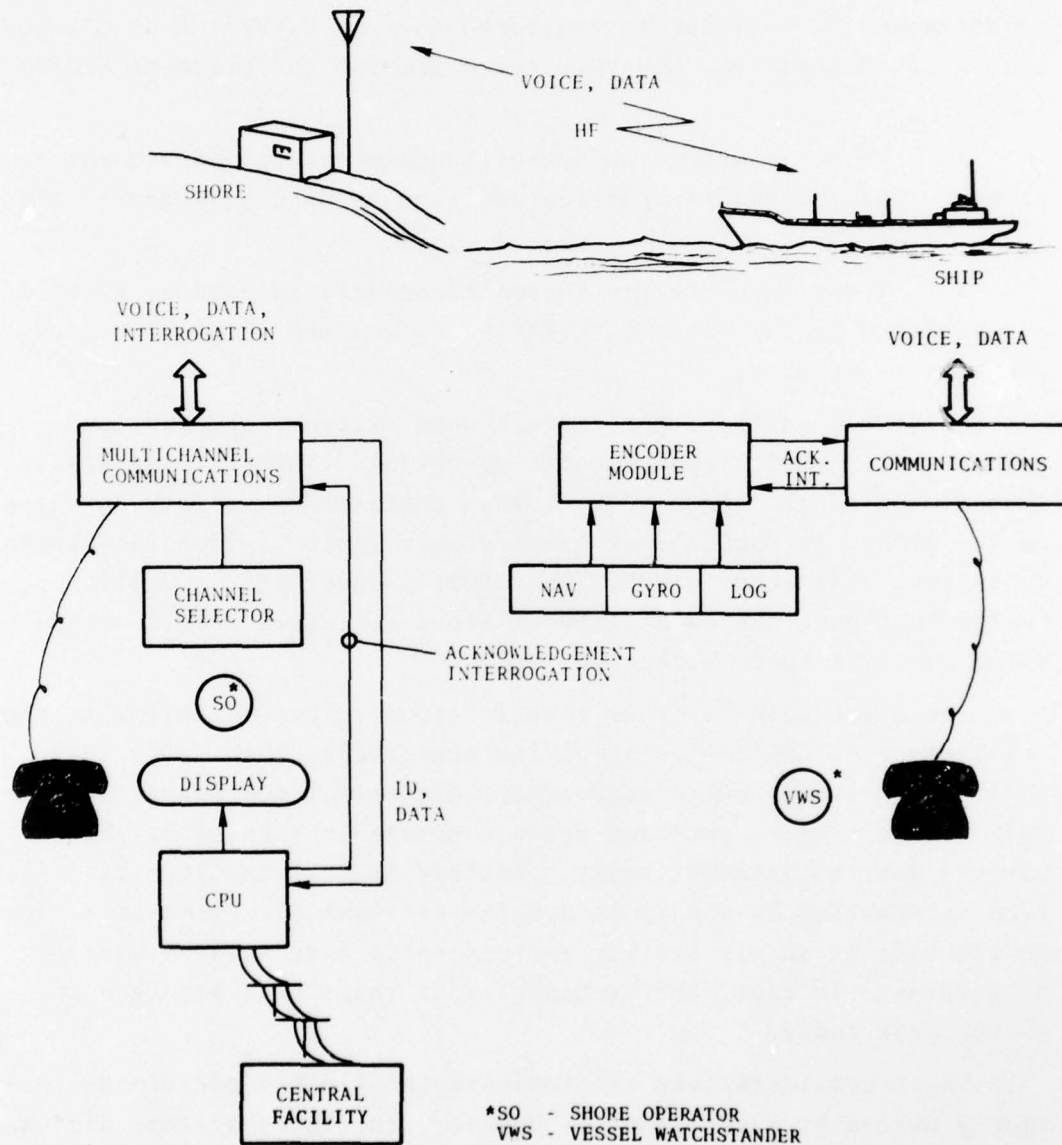 VOICE, DATA
HF
SHORE
SHIP
VOICE, DATA,
INTERROGATION
MULTICHANNEL
COMMUNICATIONS
CHANNEL
SELECTOR
SO*
DISPLAY
CPU
CENTRAL
FACILITY
ACKNOWLEDGEMENT
INTERROGATION
ID,
DATA
VOICE, DATA
ENCODER
MODULE
ACK.
INT.
COMMUNICATIONS
NAV
GYRO
LOG
VWS*
*SO - SHORE OPERATOR
VWS - VESSEL WATCHSTANDER